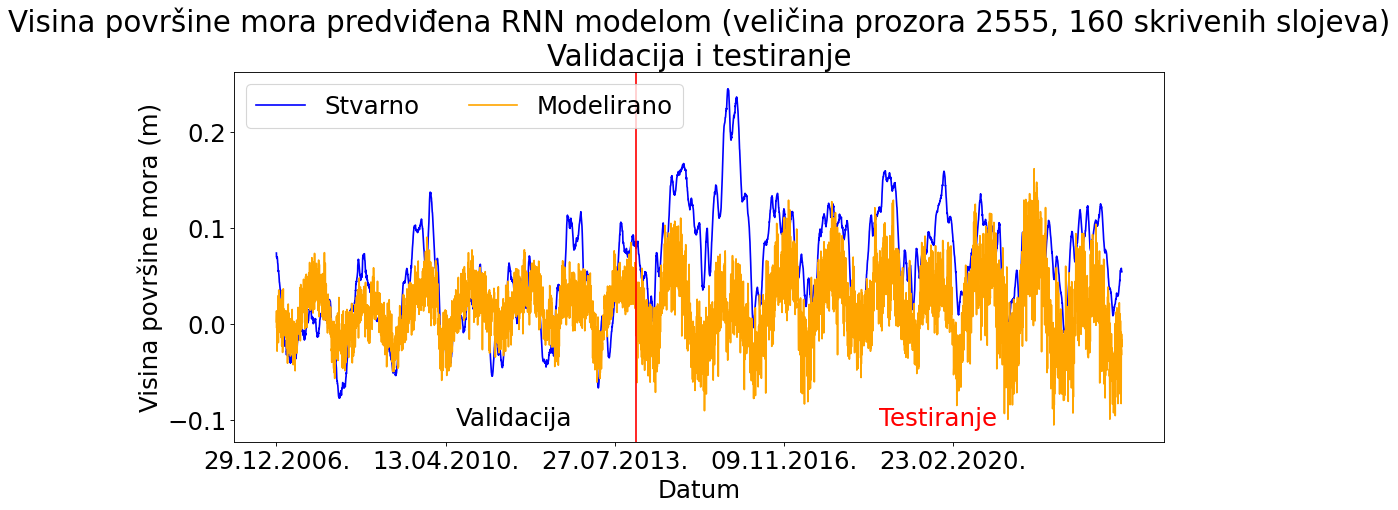 Visina površine mora predviđena RNN modelom (veličina prozora 2555, 160 skrivenih slojeva)
Validacija i testiranje
Stvarno
Modelirano
Visina površine mora (m)
0.2
0.1
0.0
−0.1
Validacija
Testiranje
29.12.2006.
13.04.2010.
27.07.2013.
09.11.2016.
23.02.2020.
Datum